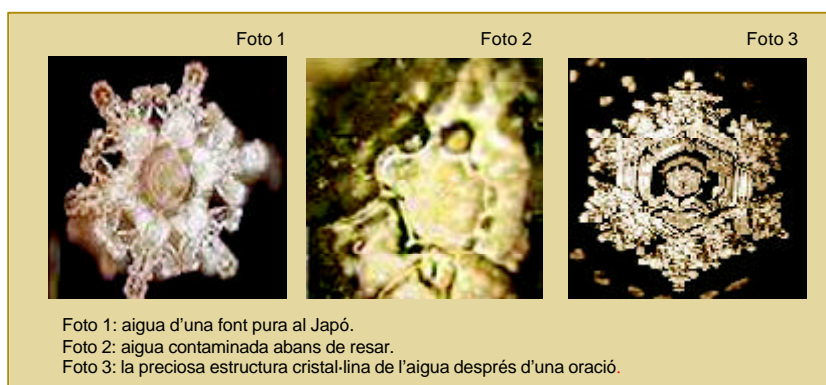 Foto 1 Foto 2 Foto 3
Foto 1: aigua d'una font pura al Japó.
Foto 2: aigua contaminada abans de resar.
Foto 3: la preciosa estructura cristal·lina de l'aigua després d'una oració.